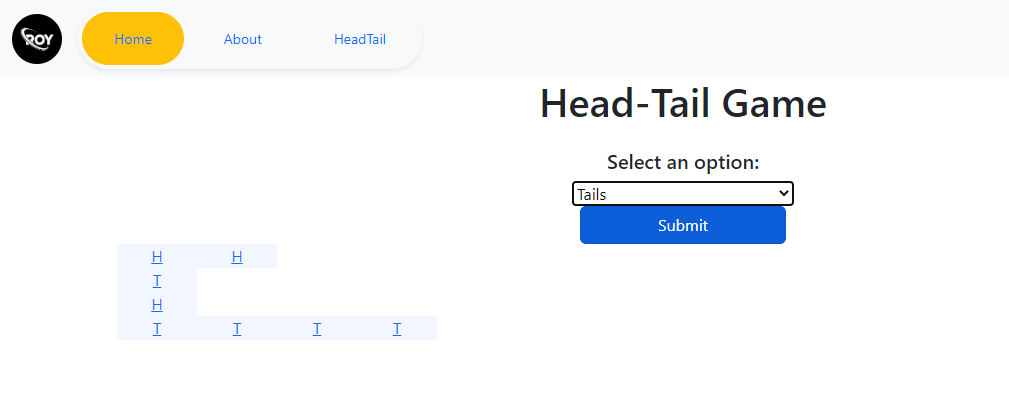 ROY
Home About HeadTail
Head-Tail Game
Select an option:
Tails
Submit
H H
T
H
T T T T